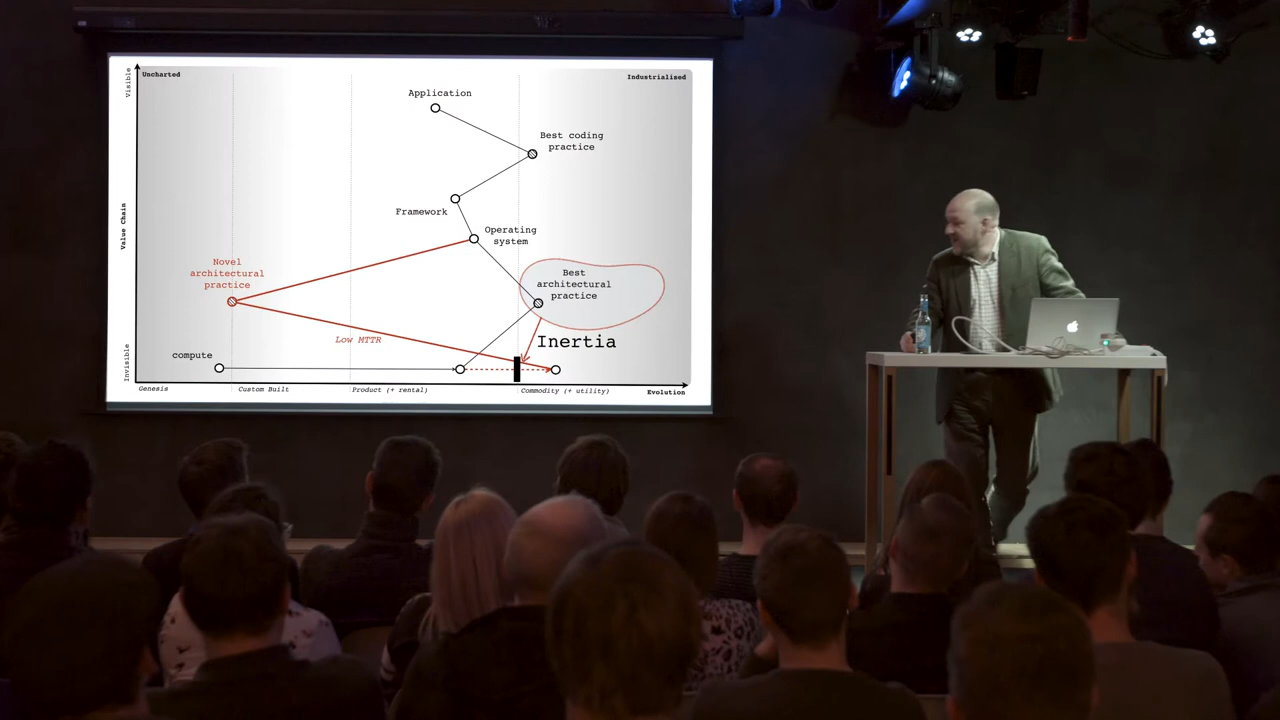 Uncharted
Industrialised
Visible
Value Chain
Invisible
Application
Best coding
practice
Framework
Operating
system
Novel
architectural
practice
Best
architectural
practice
Low MTTR
Inertia
compute
Genesis
Custom Built
Product (+ rental)
Commodity (+ utility)
Evolution